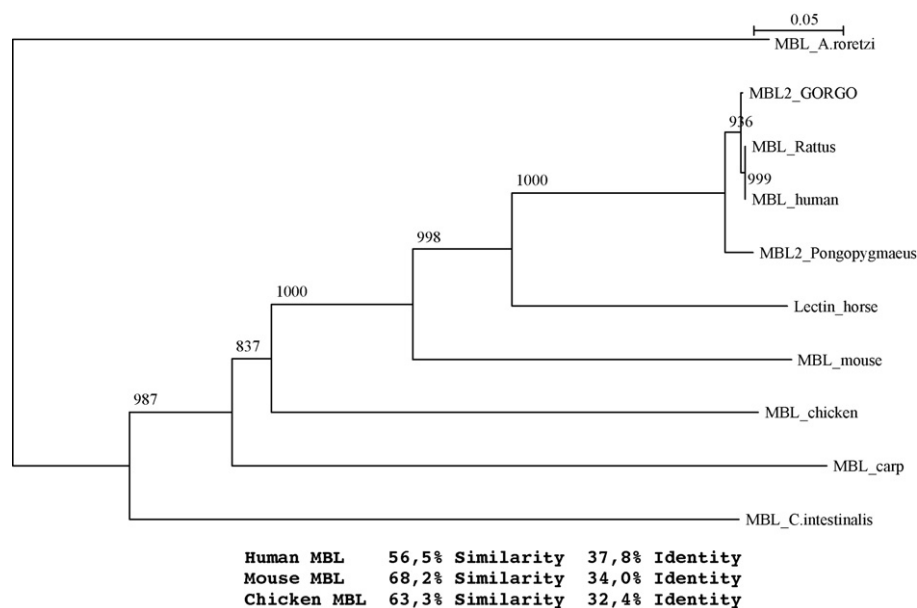 0.05
MBL_A.roretzi
MBL2_GORGO
936
MBL_Rattus
999
MBL_human
1000
MBL2_Pongopygmaeus
998
Lectin_horse
1000
MBL_mouse
837
MBL_chicken
987
MBL_carp
MBL_C.intestinalis
Human MBL 56,5% Similarity 37,8% Identity
Mouse MBL 68,2% Similarity 34,0% Identity
Chicken MBL 63,3% Similarity 32,4% Identity